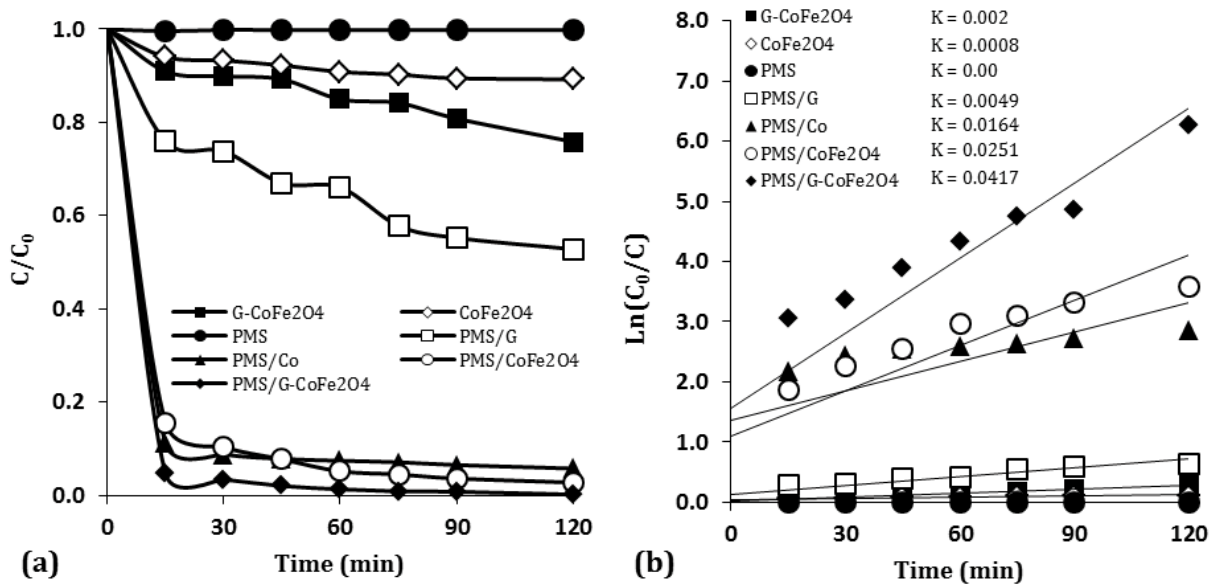 1.0
0.8
0.6
0.4
0.2
0.0
C/C0
G-CoFe2O4 CoFe2O4
PMS PMS/G
PMS/Co PMS/CoFe2O4
PMS/G-CoFe2O4
0 30 60 90 120
Time (min)
(a)
8.0
7.0
6.0
5.0
4.0
3.0
2.0
1.0
0.0
Ln(C0/C)
G-CoFe2O4 K = 0.002
CoFe2O4 K = 0.0008
PMS K = 0.00
PMS/G K = 0.0049
PMS/Co K = 0.0164
PMS/CoFe2O4 K = 0.0251
PMS/G-CoFe2O4 K = 0.0417
0 30 60 90 120
Time (min)
(b)